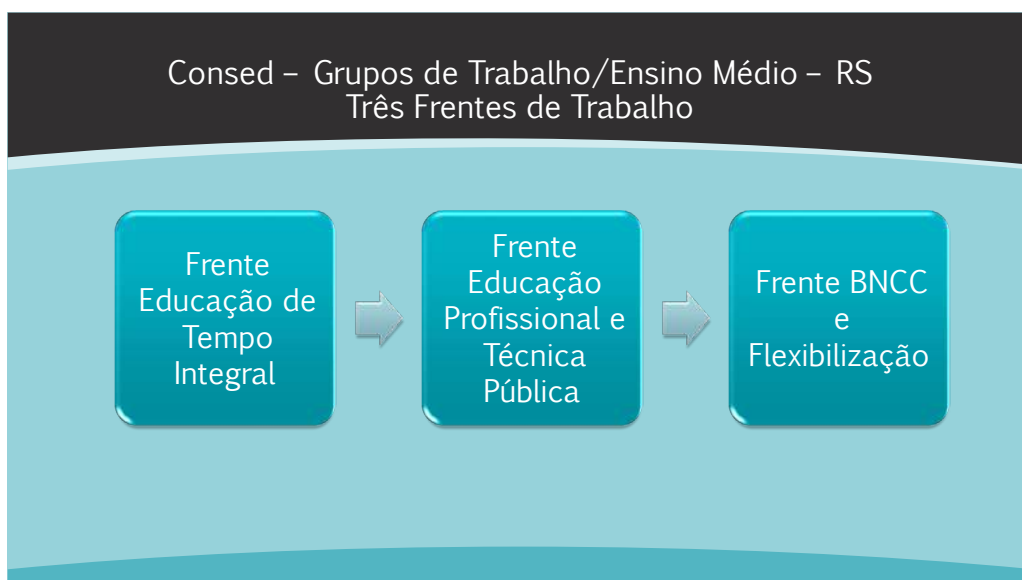 Consed – Grupos de Trabalho/Ensino Médio – RS
Três Frentes de Trabalho
Frente
Educação de
Tempo
Integral
Frente
Educação
Profissional e
Técnica
Pública
Frente BNCC
e
Flexibilização